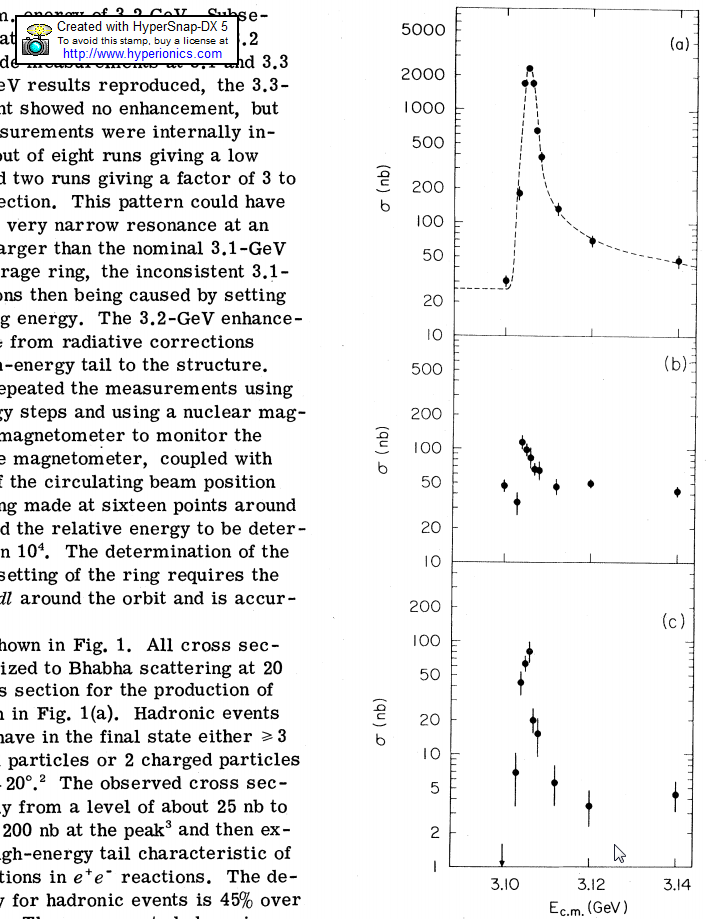 Created with HyperSnap-DX 5
To avoid this stamp, buy a license at
http://www.hyperionics.com
m. energy of 3.2 GeV. Subse-
.2
and 3.3
eV results reproduced, the 3.3-
nt showed no enhancement, but
surements were internally in-
out of eight runs giving a low
d two runs giving a factor of 3 to
ection. This pattern could have
very narrow resonance at an
arger than the nominal 3.1-GeV
rage ring, the inconsistent 3.1-
ons then being caused by setting
g energy. The 3.2-GeV enhance-
e from radiative corrections
h-energy tail to the structure.
epeated the measurements using
gy steps and using a nuclear mag-
magnetometer to monitor the
e magnetometer, coupled with
f the circulating beam position
ng made at sixteen points around
d the relative energy to be deter-
n 10⁴. The determination of the
setting of the ring requires the
dl around the orbit and is accur-
hown in Fig. 1. All cross sec-
ized to Bhabha scattering at 20
s section for the production of
n in Fig. 1(a). Hadronic events
have in the final state either ⩾ 3
particles or 2 charged particles
20°.² The observed cross sec-
ly from a level of about 25 nb to
200 nb at the peak³ and then ex-
gh-energy tail characteristic of
tions in e⁺e⁻ reactions. The de-
y for hadronic events is 45% over
(a)
5000
2000
1000
500
200
100
50
20
10
σ (nb)
(b)
500
200
100
50
20
10
σ (nb)
(c)
200
100
50
20
10
5
2
1
σ (nb)
3.10 3.12 3.14
E c.m. (GeV)